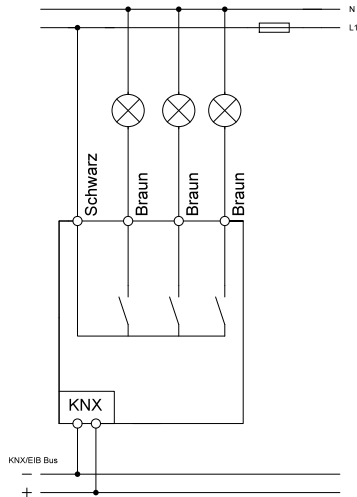 N
L1
Schwarz
Braun
Braun
Braun
KNX
KNX/EIB Bus
−
+